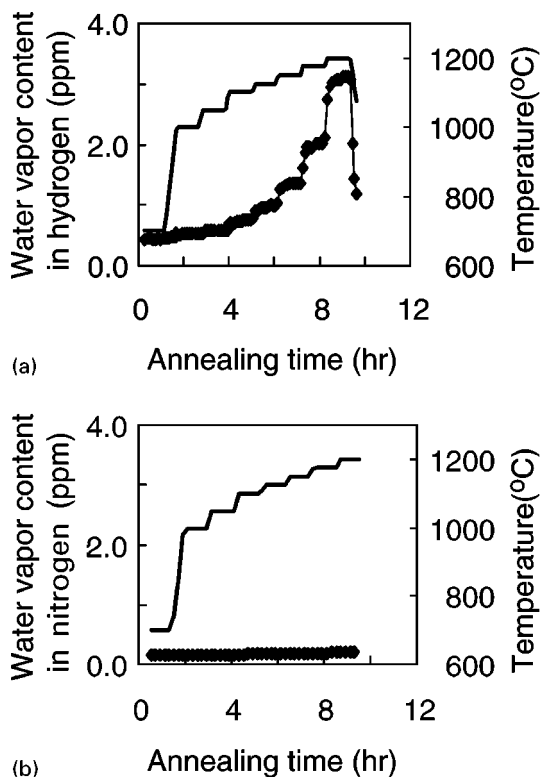 Water vapor content
in hydrogen (ppm)
4.0
2.0
0.0
1200
1000
800
600
Temperature(ºC)
0
4
8
12
Annealing time (hr)
(a)
Water vapor content
in nitrogen (ppm)
4.0
2.0
0.0
1200
1000
800
600
Temperature(ºC)
0
4
8
12
Annealing time (hr)
(b)